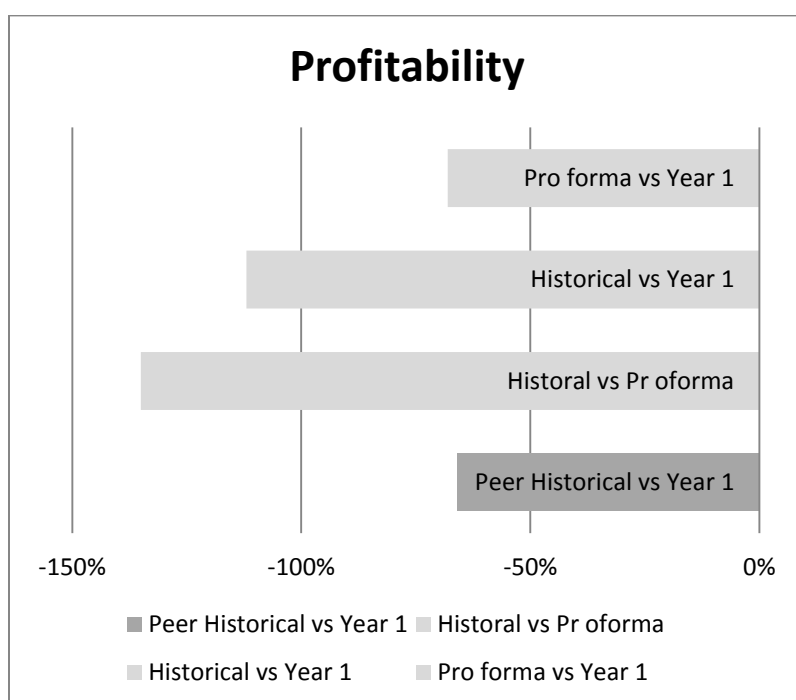 Profitability
Pro forma vs Year 1
Historical vs Year 1
Historal vs Pr oforma
Peer Historical vs Year 1
-150% -100% -50% 0%
Peer Historical vs Year 1 Historal vs Pr oforma
Historical vs Year 1 Pro forma vs Year 1